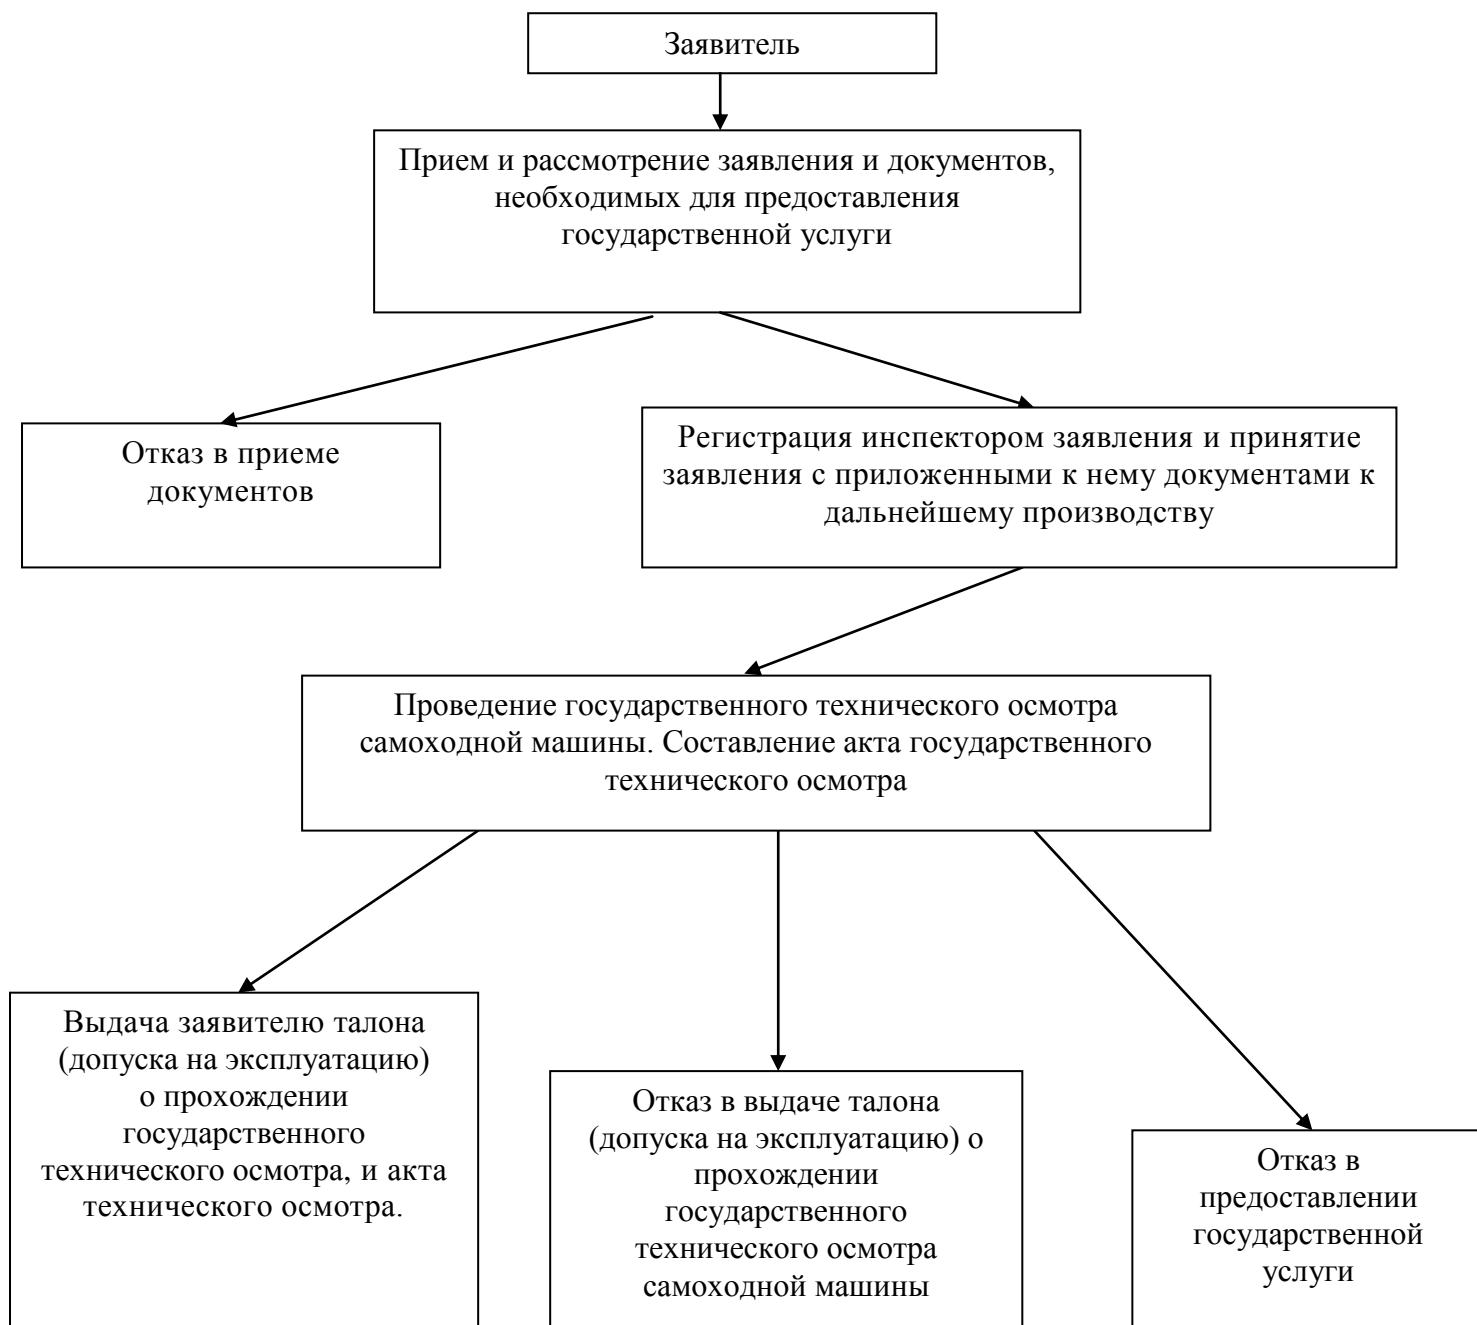 Заявитель
Прием и рассмотрение заявления и документов,
необходимых для предоставления
государственной услуги
Отказ в приеме
документов
Регистрация инспектором заявления и принятие
заявления с приложенными к нему документами к
дальнейшему производству
Проведение государственного технического осмотра
самоходной машины. Составление акта государственного
технического осмотра
Выдача заявителю талона
(допуска на эксплуатацию)
о прохождении
государственного
технического осмотра, и акта
технического осмотра.
Отказ в выдаче талона
(допуска на эксплуатацию) о
прохождении
государственного
технического осмотра
самоходной машины
Отказ в
предоставлении
государственной
услуги